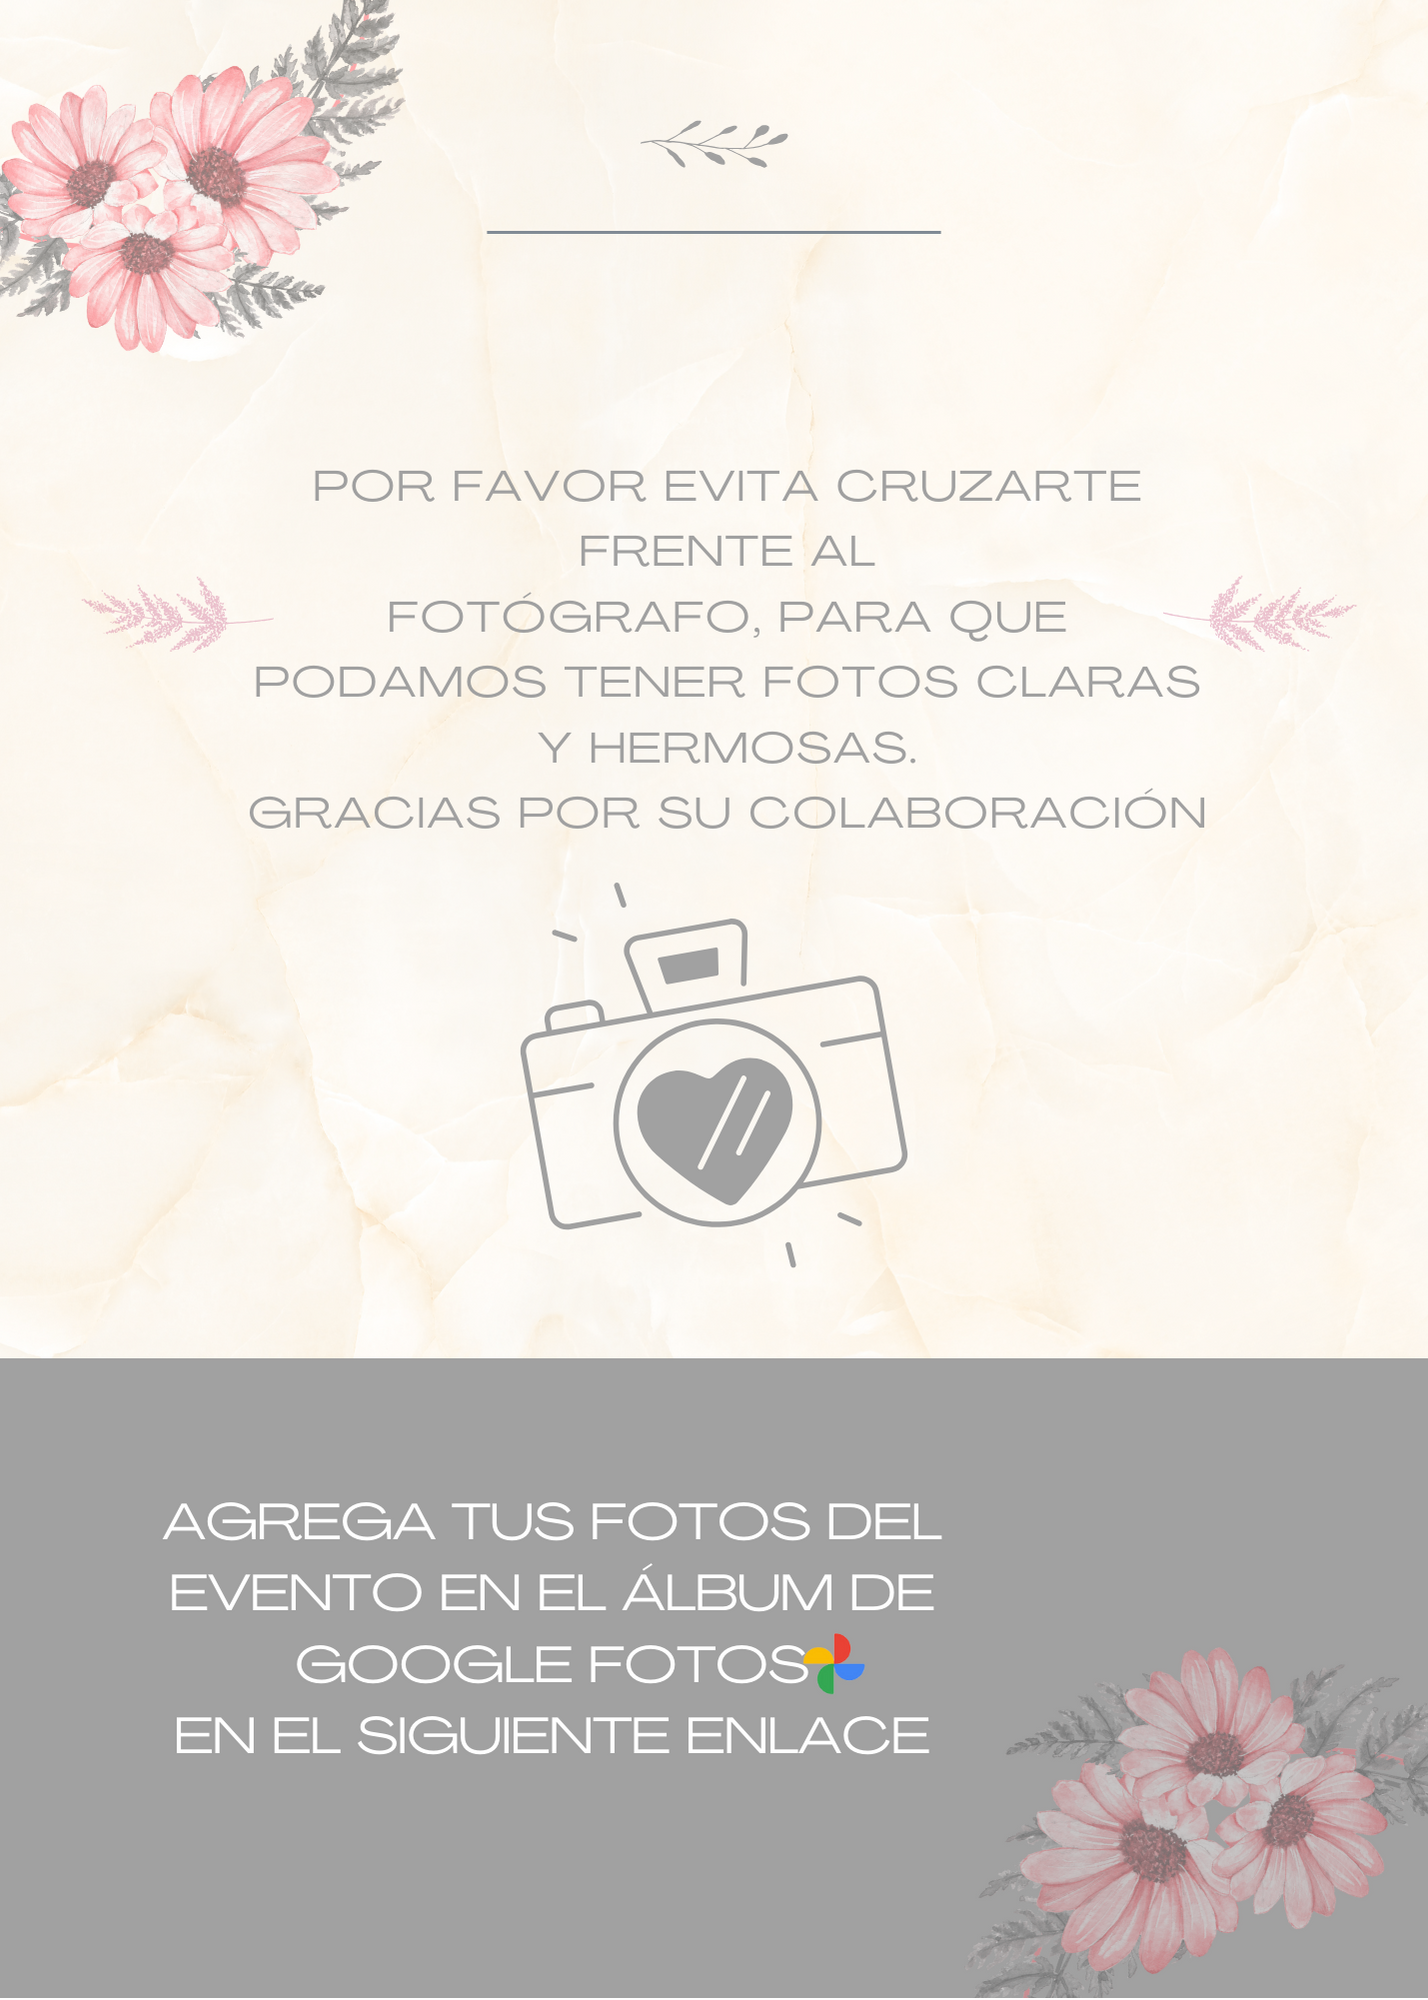 POR FAVOR EVITA CRUZARTE
FRENTE AL
FOTÓGRAFO, PARA QUE
PODAMOS TENER FOTOS CLARAS
Y HERMOSAS.
GRACIAS POR SU COLABORACIÓN
AGREGA TUS FOTOS DEL
EVENTO EN EL ÁLBUM DE
GOOGLE FOTOS
EN EL SIGUIENTE ENLACE